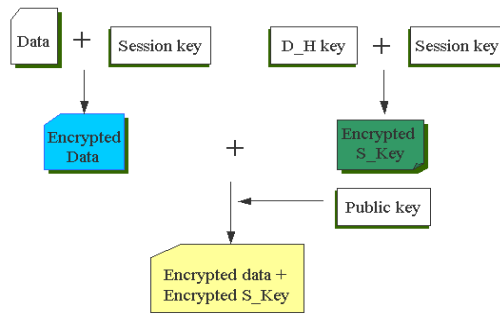 Data + Session key
D_H key + Session key
Encrypted
Data
+
Encrypted
S_Key
Public key
Encrypted data +
Encrypted S_Key